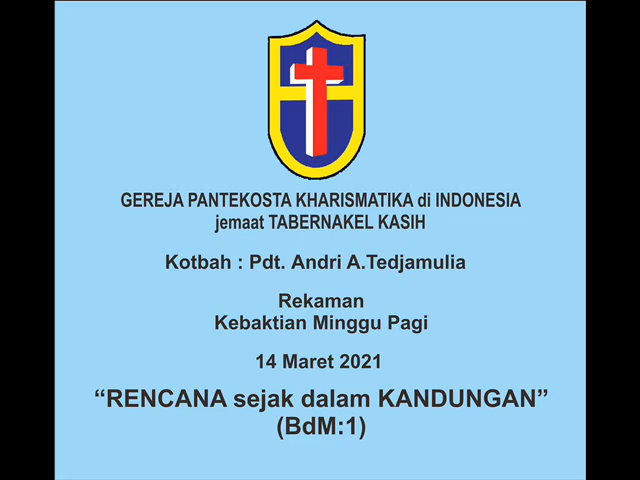 GEREJA PANTEKOSTA KHARISMATIKA di INDONESIA
jemaat TABERNAKEL KASIH
Kotbah : Pdt. Andri A.Tedjamulia
Rekaman
Kebaktian Minggu Pagi
14 Maret 2021
“RENCANA sejak dalam KANDUNGAN”
(BdM:1)